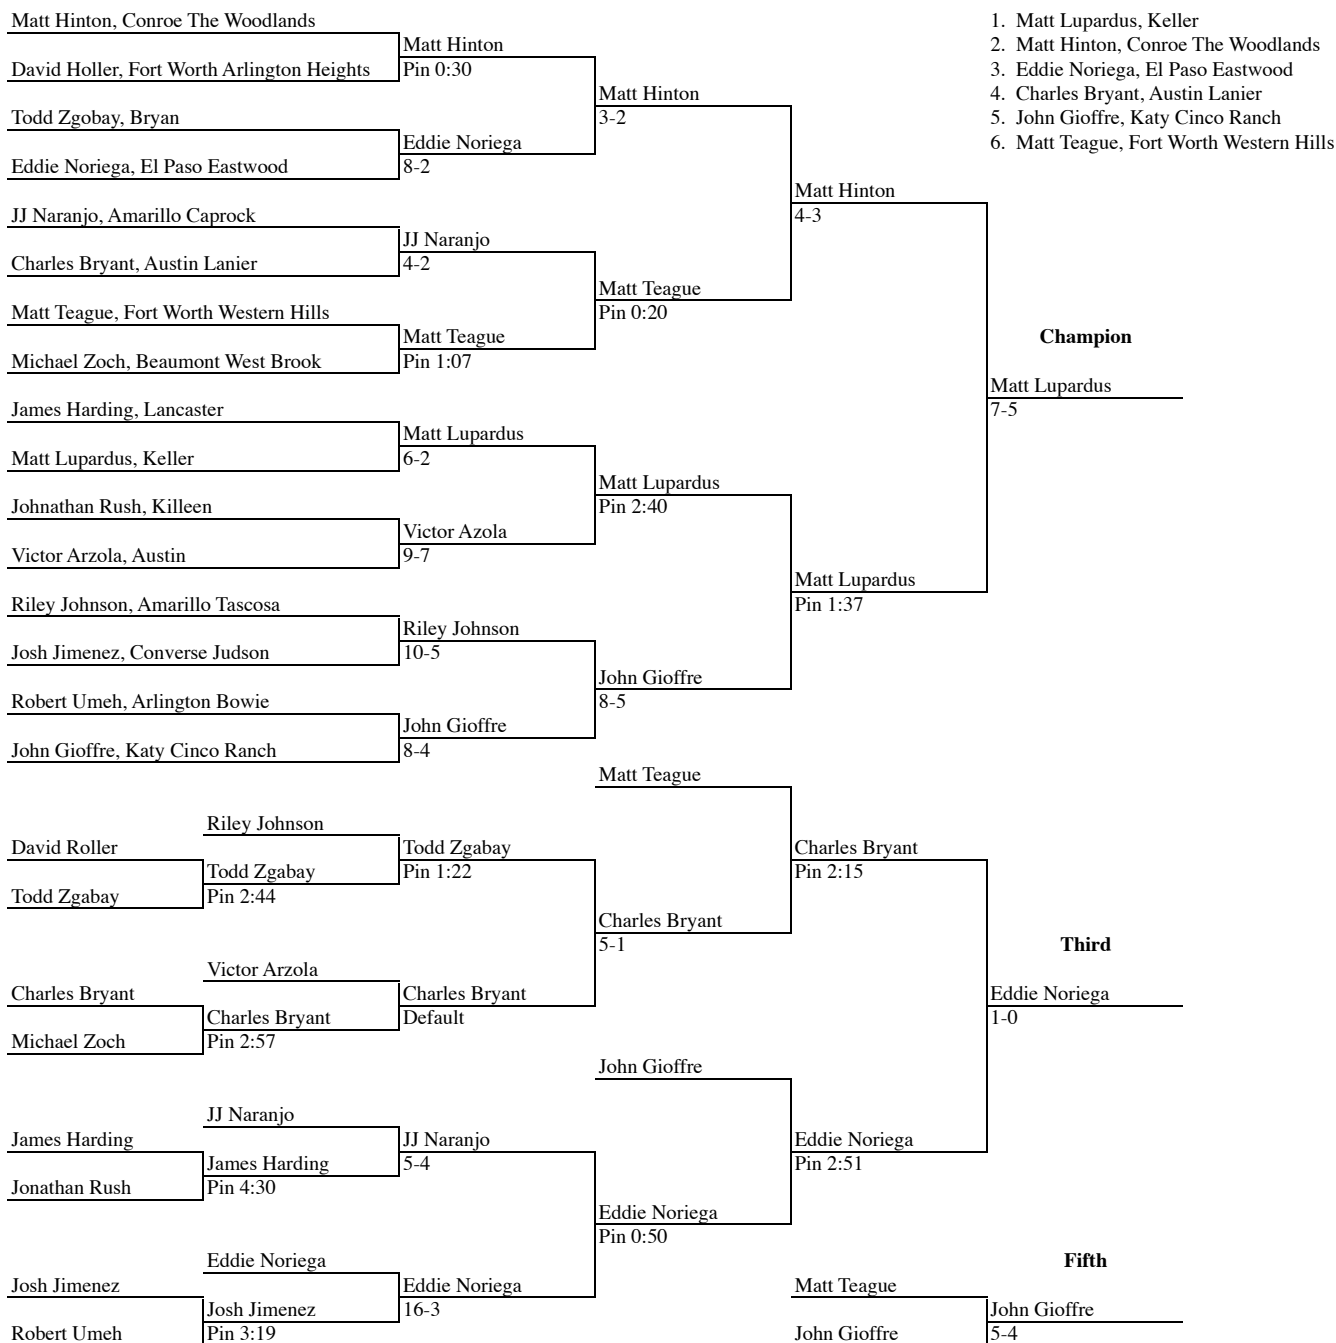 Matt Hinton, Conroe The Woodlands
Matt Hinton
David Holler, Fort Worth Arlington Heights
Pin 0:30
Matt Hinton
3-2
Todd Zgobay, Bryan
Eddie Noriega
Eddie Noriega, El Paso Eastwood
8-2
Matt Hinton
4-3
JJ Naranjo, Amarillo Caprock
JJ Naranjo
Charles Bryant, Austin Lanier
4-2
Matt Teague
Pin 0:20
Matt Teague, Fort Worth Western Hills
Matt Teague
Michael Zoch, Beaumont West Brook
Pin 1:07
1. Matt Lupardus, Keller
2. Matt Hinton, Conroe The Woodlands
3. Eddie Noriega, El Paso Eastwood
4. Charles Bryant, Austin Lanier
5. John Gioffre, Katy Cinco Ranch
6. Matt Teague, Fort Worth Western Hills
Champion
Matt Lupardus
7-5
James Harding, Lancaster
Matt Lupardus
Matt Lupardus, Keller
6-2
Matt Lupardus
Pin 2:40
Johnathan Rush, Killeen
Victor Azola
Victor Arzola, Austin
9-7
Matt Lupardus
Pin 1:37
Riley Johnson, Amarillo Tascosa
Riley Johnson
Josh Jimenez, Converse Judson
10-5
John Gioffre
8-5
Robert Umeh, Arlington Bowie
John Gioffre
John Gioffre, Katy Cinco Ranch
8-4
Matt Teague
Riley Johnson
David Roller
Todd Zgabay
Todd Zgabay
Pin 1:22
Todd Zgabay
Pin 2:44
Charles Bryant
Pin 2:15
Charles Bryant
5-1
Victor Arzola
Charles Bryant
Charles Bryant
Charles Bryant
Default
Michael Zoch
Pin 2:57
Third
Eddie Noriega
1-0
John Gioffre
JJ Naranjo
James Harding
JJ Naranjo
James Harding
5-4
Jonathan Rush
Pin 4:30
Eddie Noriega
Pin 2:51
Eddie Noriega
Pin 0:50
Eddie Noriega
Josh Jimenez
Eddie Noriega
Josh Jimenez
16-3
Robert Umeh
Pin 3:19
Fifth
Matt Teague
John Gioffre
John Gioffre
5-4